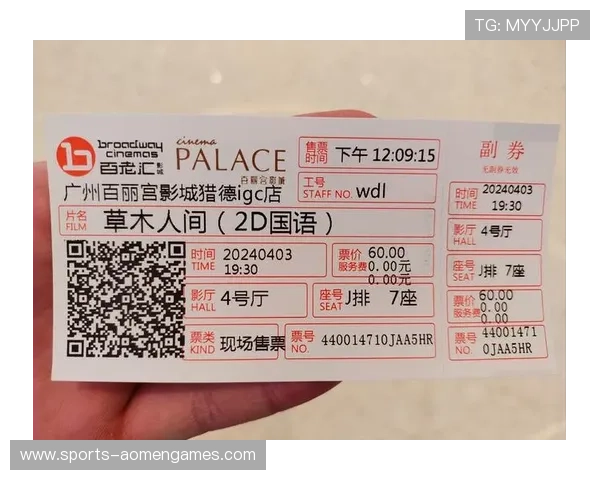 TG: MYYJJPP
broadway
cinemas
百老汇 影城
cinema
PALACE
百丽宫影城
售票
时间 下午 12:09:15
副券
无副券无效
广州百丽宫影城猎德igc店
工号
STAFF NO. wdl
20240403
19:30
片名
FILM 草木人间（2D国语）
影厅
HALL 4号厅
时间
TIME 20240403
19:30
票价 60.00
服务费 0.00元
0.00元
座号
SEAT J排 7座
影厅
HALL 4号厅
座号
SEAT J排 7座
票价 60.00
服务费 0.00
0.00
票类
KIND 现场售票
票号
NO. 440014710JAA5HR
票号
NO. 44001471
0JAA5HR
www.sports-aomengames.com